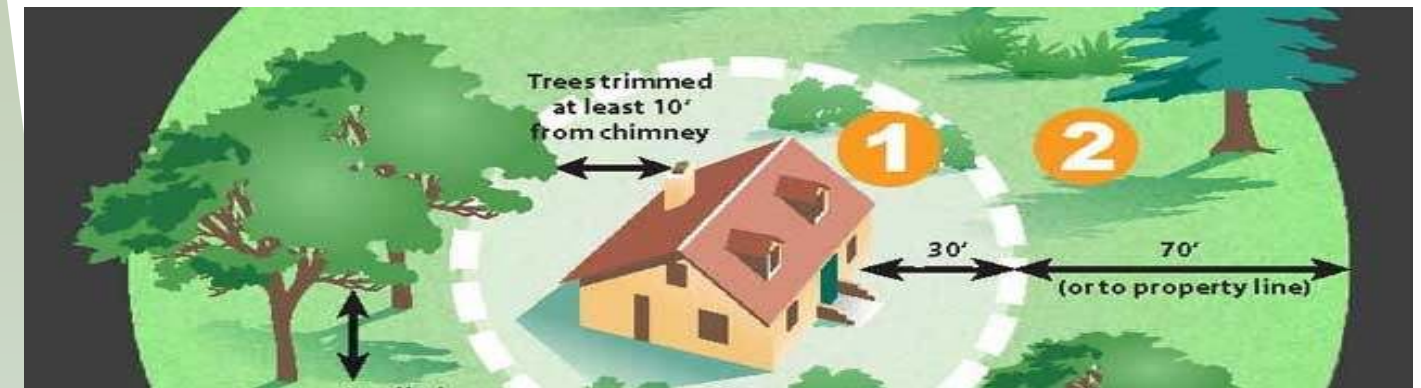 Trees trimmed
at least 10'
from chimney
1
2
30'
70'
(or to property line)